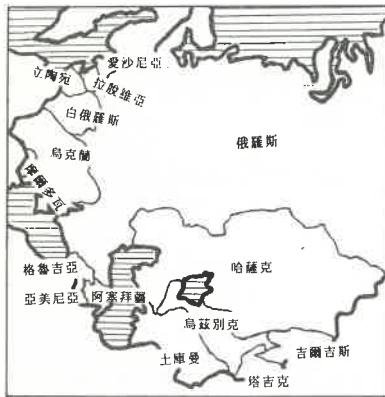 愛沙尼亞
立陶宛
拉脫維亞
白俄羅斯
俄羅斯
烏克蘭
摩爾多瓦
格魯吉亞
哈薩克
亞美尼亞
阿塞拜疆
烏茲別克
土庫曼
吉爾吉斯
塔吉克